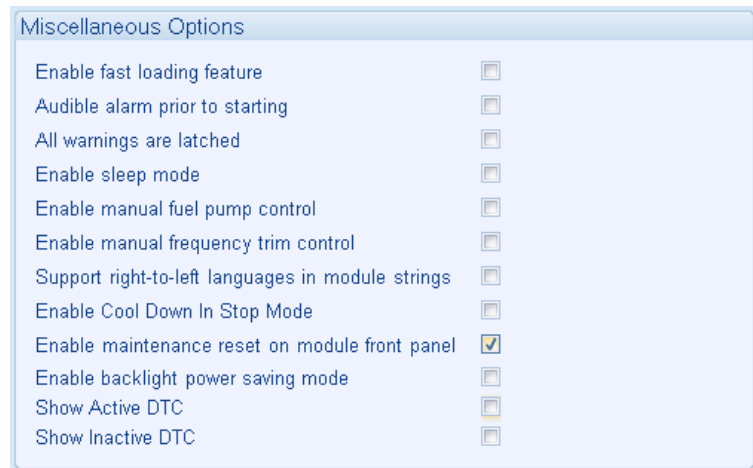 Miscellaneous Options
Enable fast loading feature
Audible alarm prior to starting
All warnings are latched
Enable sleep mode
Enable manual fuel pump control
Enable manual frequency trim control
Support right-to-left languages in module strings
Enable Cool Down In Stop Mode
Enable maintenance reset on module front panel
Enable backlight power saving mode
Show Active DTC
Show Inactive DTC